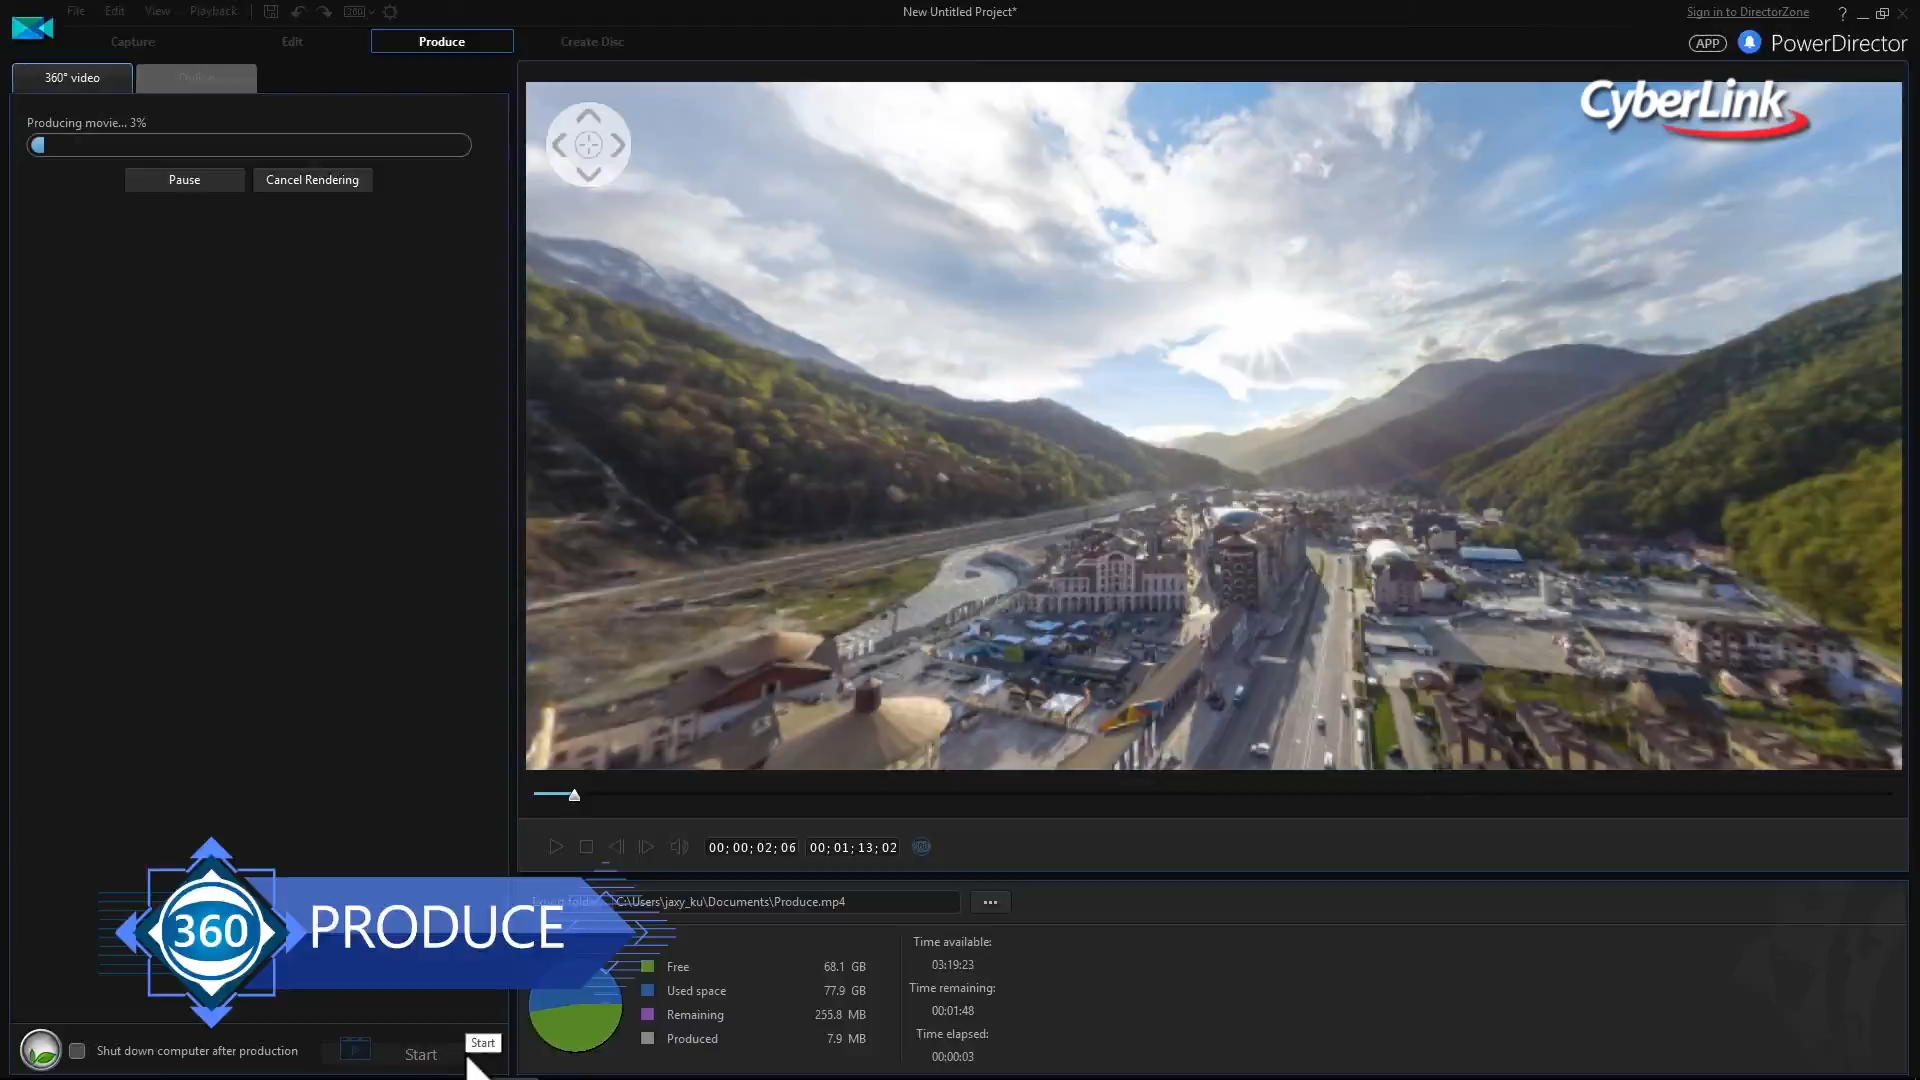 File Edit View Playback 360 New Untitled Project* Sign in to DirectorZone ?
Capture Edit Produce Create Disc APP PowerDirector
360° video
CyberLink
Producing movie... 3%
Pause Cancel Rendering
00; 00; 02; 06 00; 01; 13; 02
C:\Users\jaxy_ku\Documents\Produce.mp4 ...
360 PRODUCE
Free 68.1 GB
Used space 77.9 GB
Remaining 255.8 MB
Produced 7.9 MB
Time available:
03:19:23
Time remaining:
00:01:48
Time elapsed:
00:00:03
Shut down computer after production Start
Start